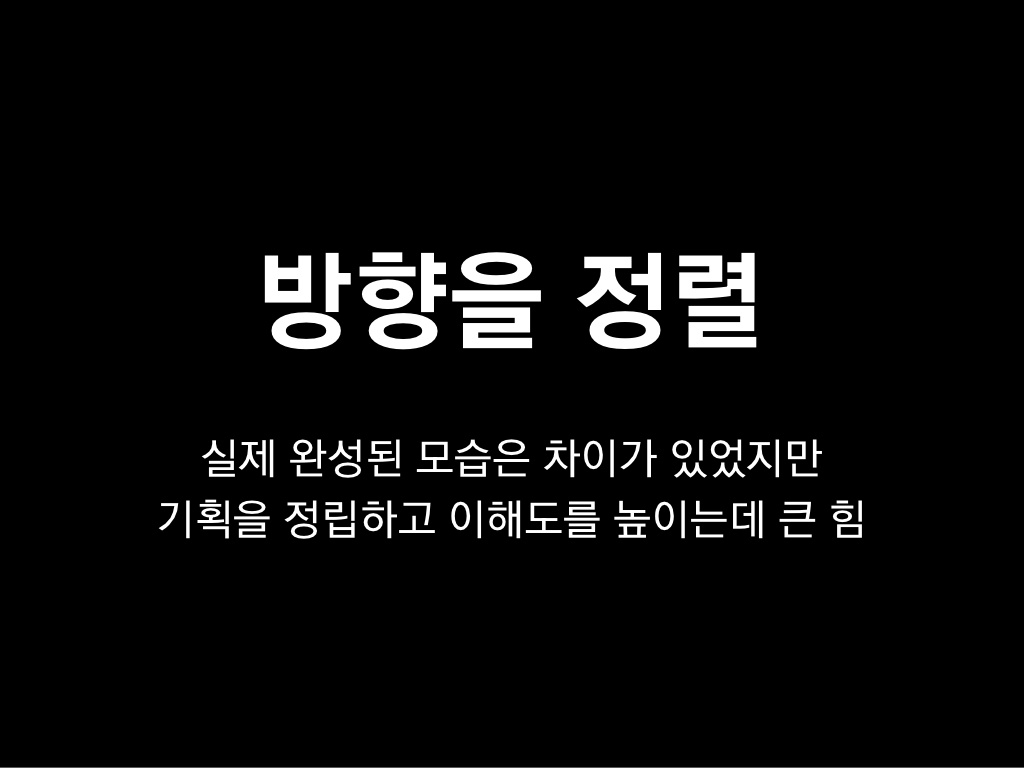 방향을 정렬
실제 완성된 모습은 차이가 있었지만
기획을 정립하고 이해도를 높이는데 큰 힘